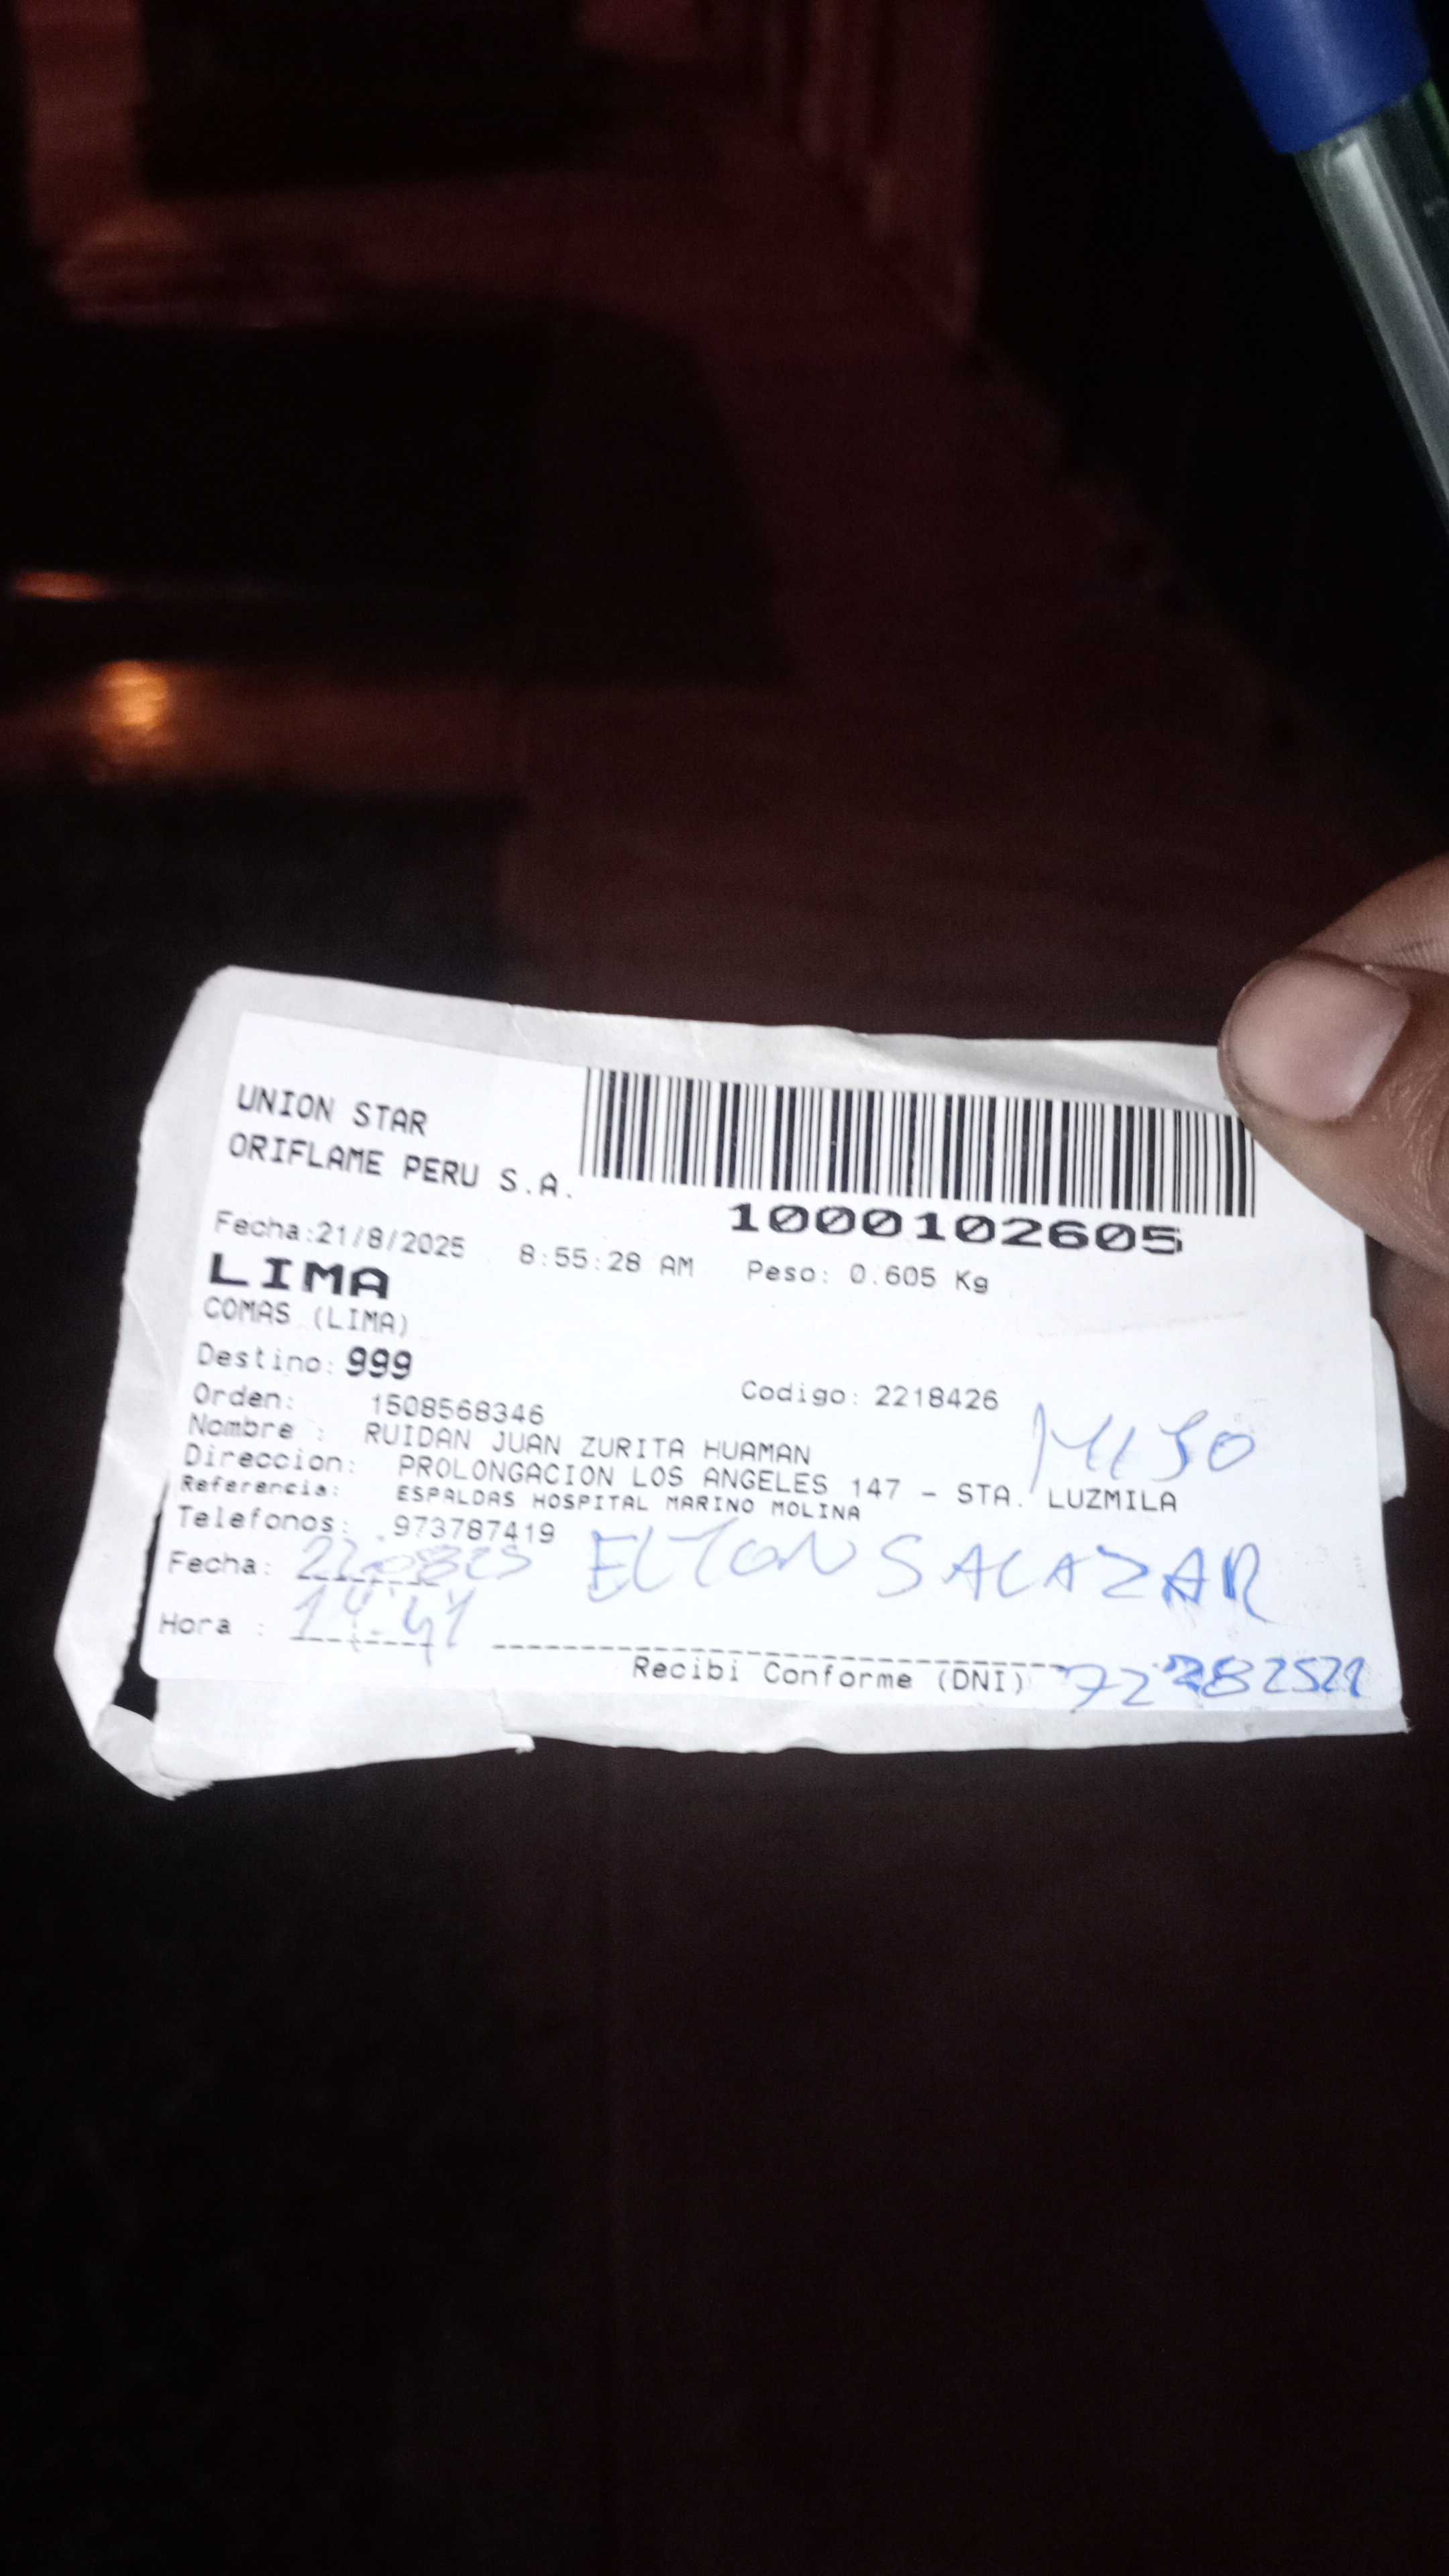 UNION STAR
ORIFLAME PERU S.A.
1000102605
Fecha:21/8/2025 8:55:28 AM Peso: 0.605 Kg
LIMA
COMAS (LIMA)
Destino: 999
Orden: 1508568346 Codigo: 2218426
Nombre : RUIDAN JUAN ZURITA HUAMAN
Direccion: PROLONGACION LOS ANGELES 147 - STA. LUZMILA
Referencia: ESPALDAS HOSPITAL MARINO MOLINA
Telefonos: 973787419
Fecha: 220825 ELTON SALAZAR
Hora : 14:41
Recibi Conforme (DNI)